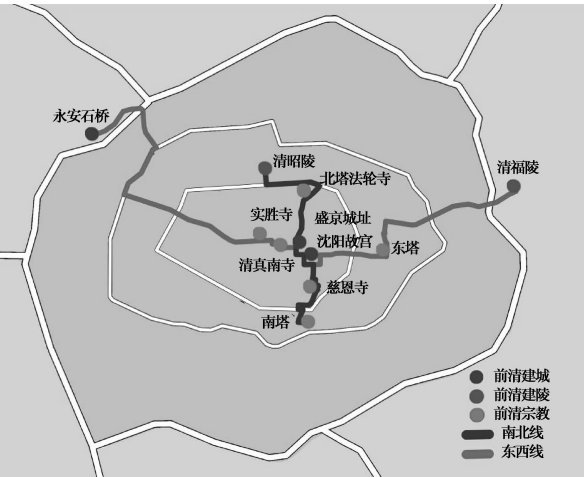 永安石桥
清昭陵
清福陵
北塔法轮寺
实胜寺
盛京城址
沈阳故宫
东塔
清真南寺
慈恩寺
南塔
前清建城
前清建陵
前清宗教
南北线
东西线